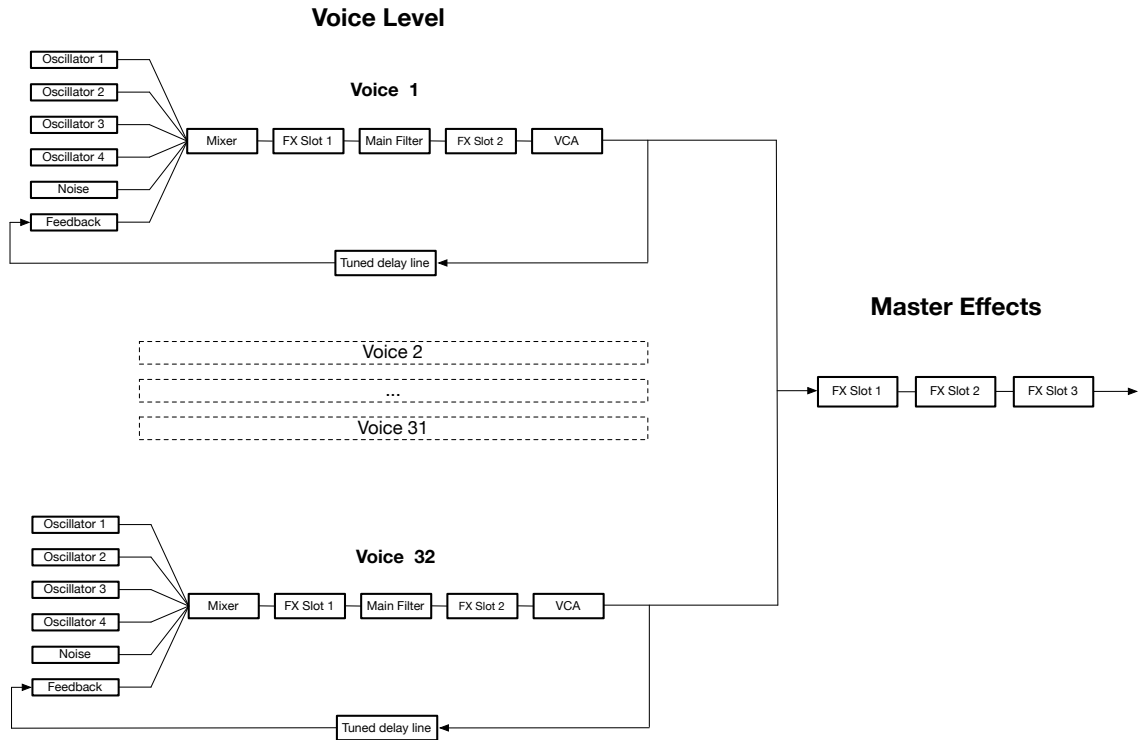 Voice Level
Oscillator 1
Voice 1
Oscillator 2
Oscillator 3
Mixer
FX Slot 1
Main Filter
FX Slot 2
VCA
Oscillator 4
Noise
Feedback
Tuned delay line
Master Effects
Voice 2
...
Voice 31
FX Slot 1
FX Slot 2
FX Slot 3
Oscillator 1
Voice 32
Oscillator 2
Oscillator 3
Mixer
FX Slot 1
Main Filter
FX Slot 2
VCA
Oscillator 4
Noise
Feedback
Tuned delay line